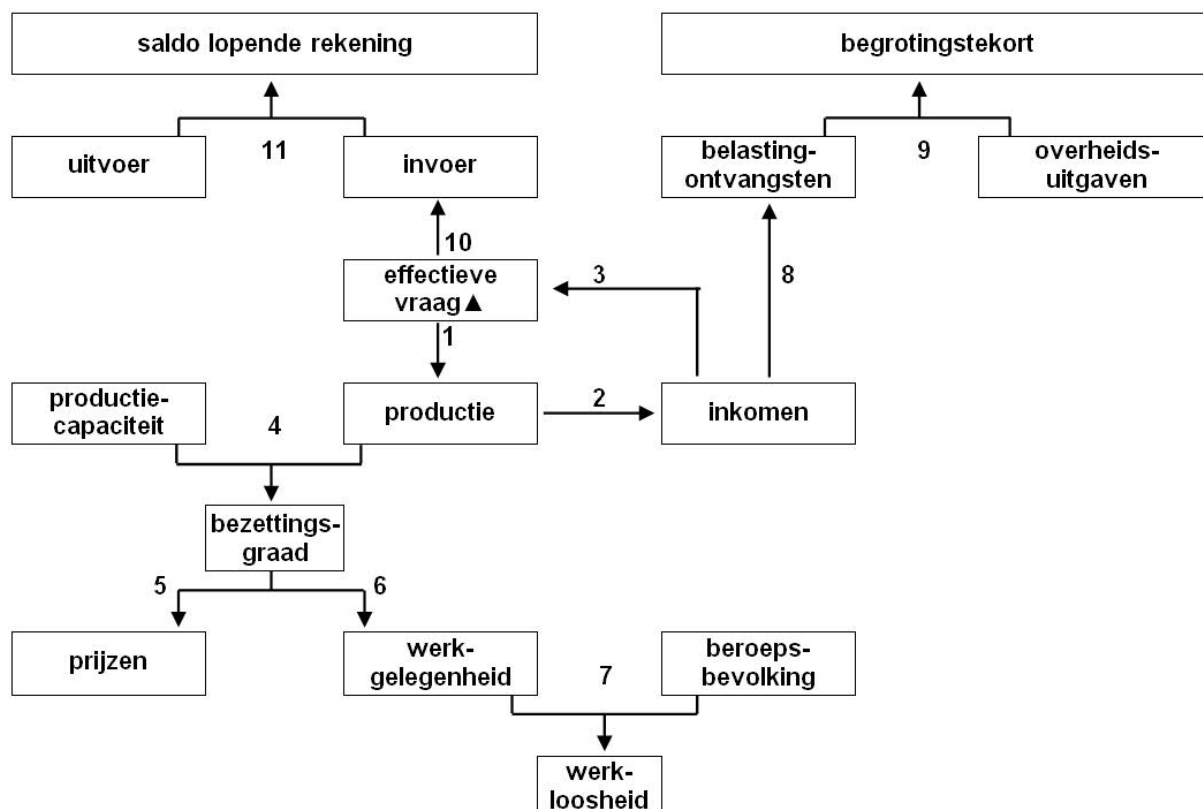 saldo lopende rekening
begrotingstekort
uitvoer
11
invoer
belasting-
ontvangsten
9
overheids-
uitgaven
10
effectieve
vraag▲
3
8
1
productie-
capaciteit
4
productie
2
inkomen
bezettings-
graad
5
6
prijzen
werk-
gelegenheid
7
beroeps-
bevolking
werk-
loosheid